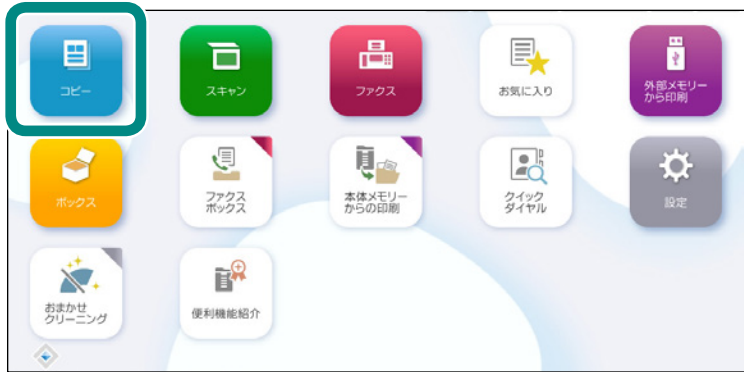 コピー
スキャン
ファクス
お気に入り
外部メモリー
から印刷
ボックス
ファクス
ボックス
本体メモリー
からの印刷
クイック
ダイヤル
設定
おまかせ
クリーニング
便利機能紹介